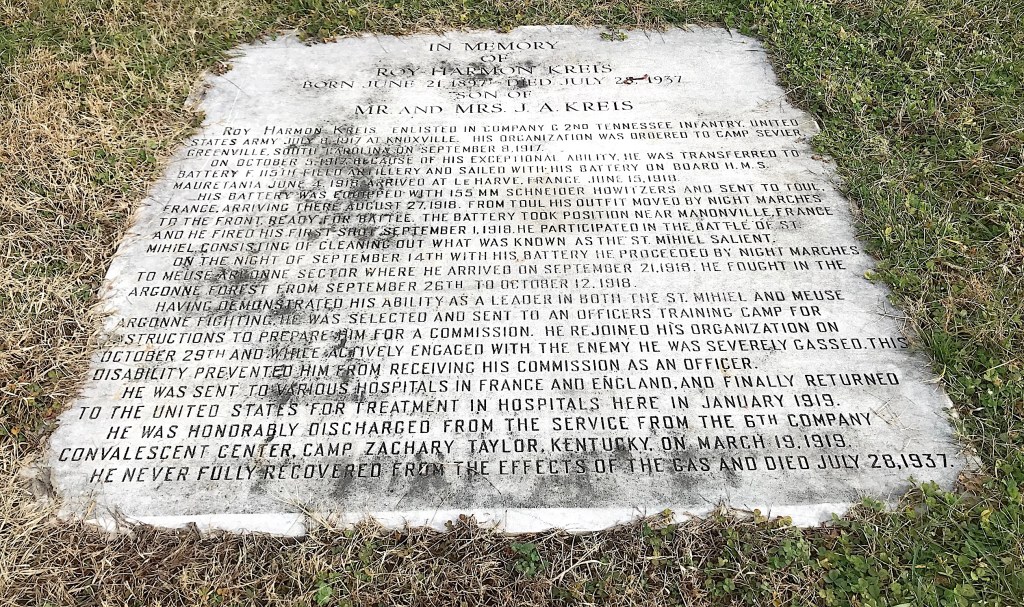 IN MEMORY
OF
ROY HARMON KREIS
BORN JUNE 21, 1897 DIED JULY 28, 1937
SON OF
MR. AND MRS. J. A. KREIS
ROY HARMON KREIS ENLISTED IN COMPANY G 2ND TENNESSEE INFANTRY, UNITED
STATES ARMY JULY 8, 1917 AT KNOXVILLE. HIS ORGANIZATION WAS ORDERED TO CAMP SEVIER,
GREENVILLE, SOUTH CAROLINA ON SEPTEMBER 8, 1917.
ON OCTOBER 5, 1917, BECAUSE OF HIS EXCEPTIONAL ABILITY, HE WAS TRANSFERRED TO
BATTERY F. 115TH FIELD ARTILLERY AND SAILED WITH HIS BATTERY ON BOARD H.M.S.
MAURETANIA JUNE 4, 1918 ARRIVED AT LE HARVE, FRANCE JUNE 15, 1918.
HIS BATTERY WAS EQUIPPED WITH 155 MM SCHNEIDER HOWITZERS AND SENT TO TOUL,
FRANCE, ARRIVING THERE AUGUST 27, 1918. FROM TOUL HIS OUTFIT MOVED BY NIGHT MARCHES
TO THE FRONT, READY FOR BATTLE. THE BATTERY TOOK POSITION NEAR MANONVILLE, FRANCE
AND HE FIRED HIS FIRST SHOT SEPTEMBER 1, 1918. HE PARTICIPATED IN THE BATTLE OF ST.
MIHIEL, CONSISTING OF CLEANING OUT WHAT WAS KNOWN AS THE ST. MIHIEL SALIENT.
ON THE NIGHT OF SEPTEMBER 14TH WITH HIS BATTERY HE PROCEEDED BY NIGHT MARCHES
TO MEUSE ARGONNE SECTOR WHERE HE ARRIVED ON SEPTEMBER 21, 1918. HE FOUGHT IN THE
ARGONNE FOREST FROM SEPTEMBER 26TH TO OCTOBER 12, 1918.
HAVING DEMONSTRATED HIS ABILITY AS A LEADER IN BOTH THE ST. MIHIEL AND MEUSE
ARGONNE FIGHTING, HE WAS SELECTED AND SENT TO AN OFFICERS TRAINING CAMP FOR
INSTRUCTIONS TO PREPARE HIM FOR A COMMISSION. HE REJOINED HIS ORGANIZATION ON
OCTOBER 29TH AND WHILE ACTIVELY ENGAGED WITH THE ENEMY HE WAS SEVERELY GASSED. THIS
DISABILITY PREVENTED HIM FROM RECEIVING HIS COMMISSION AS AN OFFICER.
HE WAS SENT TO VARIOUS HOSPITALS IN FRANCE AND ENGLAND, AND FINALLY RETURNED
TO THE UNITED STATES FOR TREATMENT IN HOSPITALS HERE IN JANUARY 1919.
HE WAS HONORABLY DISCHARGED FROM THE SERVICE FROM THE 6TH COMPANY
CONVALESCENT CENTER, CAMP ZACHARY TAYLOR, KENTUCKY, ON MARCH 19, 1919.
HE NEVER FULLY RECOVERED FROM THE EFFECTS OF THE GAS AND DIED JULY 28, 1937.